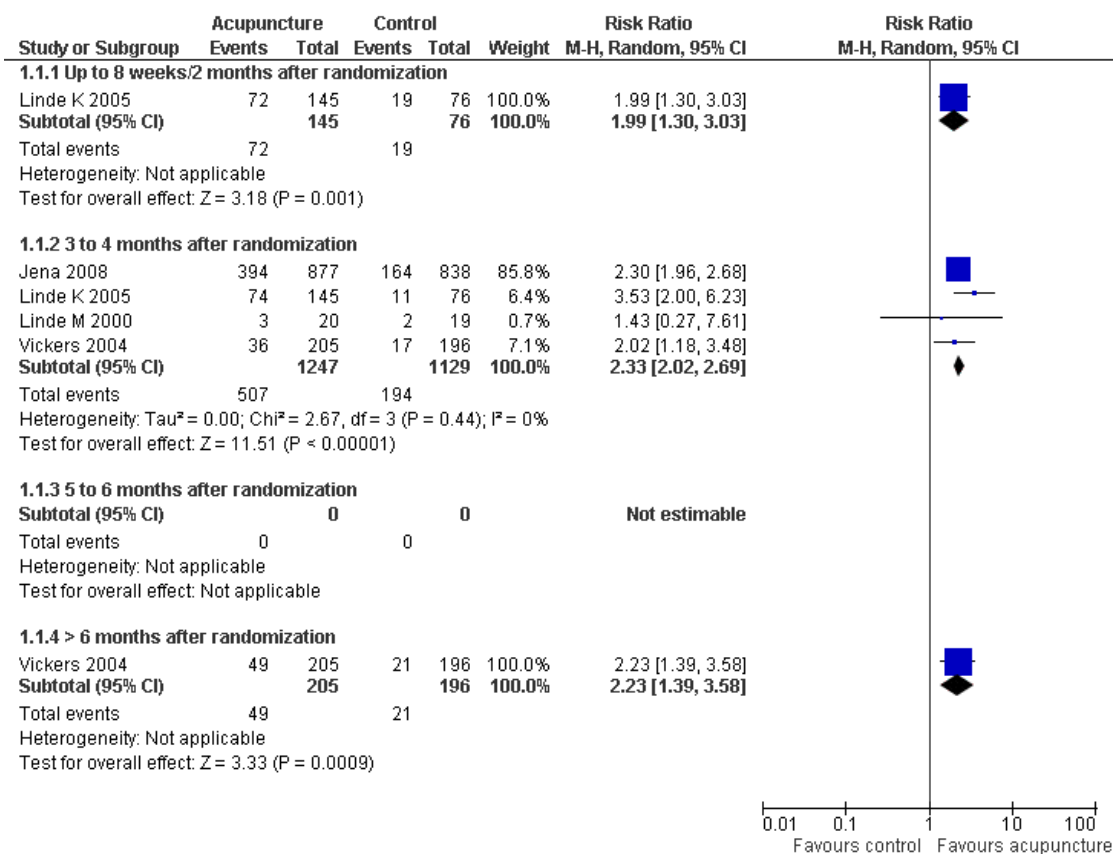 Acupuncture Control Risk Ratio Risk Ratio
Study or Subgroup Events Total Events Total Weight M-H, Random, 95% CI M-H, Random, 95% CI
1.1.1 Up to 8 weeks/2 months after randomization
Linde K 2005 72 145 19 76 100.0% 1.99 [1.30, 3.03]
Subtotal (95% CI) 145 76 100.0% 1.99 [1.30, 3.03]
Total events 72 19
Heterogeneity: Not applicable
Test for overall effect: Z = 3.18 (P = 0.001)
1.1.2 3 to 4 months after randomization
Jena 2008 394 877 164 838 85.8% 2.30 [1.96, 2.68]
Linde K 2005 74 145 11 76 6.4% 3.53 [2.00, 6.23]
Linde M 2000 3 20 2 19 0.7% 1.43 [0.27, 7.61]
Vickers 2004 36 205 17 196 7.1% 2.02 [1.18, 3.48]
Subtotal (95% CI) 1247 1129 100.0% 2.33 [2.02, 2.69]
Total events 507 194
Heterogeneity: Tau² = 0.00; Chi² = 2.67, df = 3 (P = 0.44); I² = 0%
Test for overall effect: Z = 11.51 (P < 0.00001)
1.1.3 5 to 6 months after randomization
Subtotal (95% CI) 0 0 Not estimable
Total events 0 0
Heterogeneity: Not applicable
Test for overall effect: Not applicable
1.1.4 > 6 months after randomization
Vickers 2004 49 205 21 196 100.0% 2.23 [1.39, 3.58]
Subtotal (95% CI) 205 196 100.0% 2.23 [1.39, 3.58]
Total events 49 21
Heterogeneity: Not applicable
Test for overall effect: Z = 3.33 (P = 0.0009)
0.01 0.1 1 10 100
Favours control Favours acupuncture